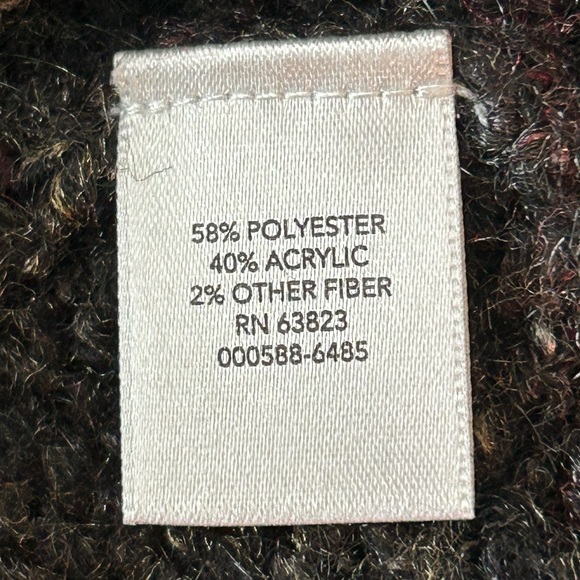 58% POLYESTER
40% ACRYLIC
2% OTHER FIBER
RN 63823
000588-6485